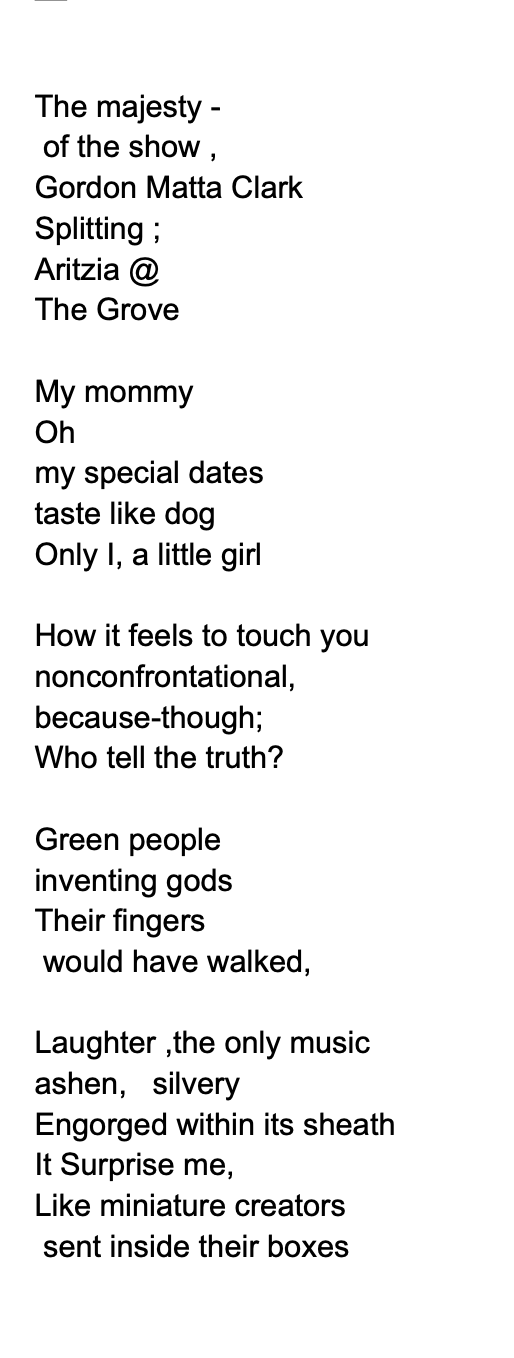 The majesty -
of the show ,
Gordon Matta Clark
Splitting ;
Aritzia @
The Grove

My mommy
Oh
my special dates
taste like dog
Only I, a little girl

How it feels to touch you
nonconfrontational,
because-though;
Who tell the truth?

Green people
inventing gods
Their fingers
would have walked,

Laughter ,the only music
ashen,   silvery
Engorged within its sheath
It Surprise me,
Like miniature creators
sent inside their boxes